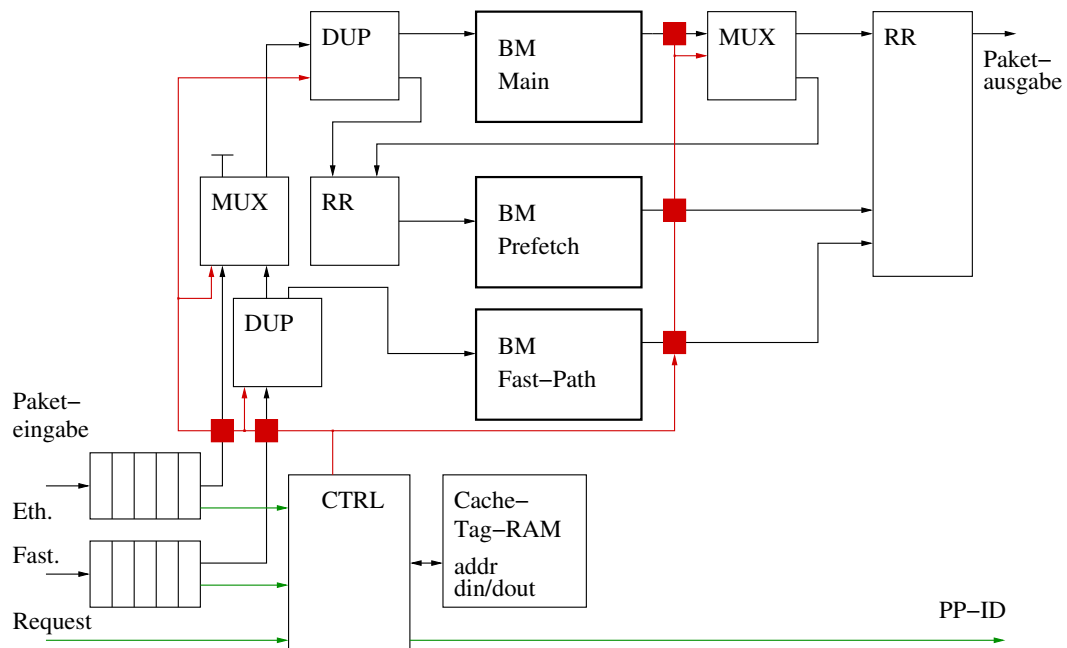 DUP
BM
Main
MUX
RR
Paket–
ausgabe
MUX
RR
BM
Prefetch
DUP
BM
Fast–Path
Paket–
eingabe
Eth.
CTRL
Cache–
Tag–RAM
addr
din/dout
Fast.
Request
PP–ID